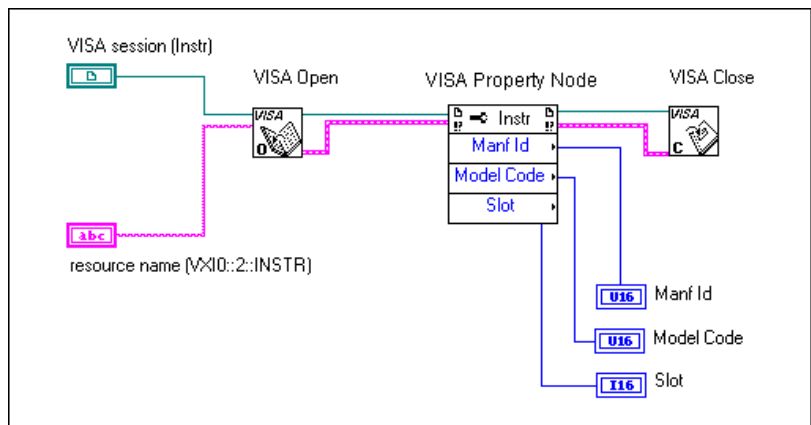 VISA session (Instr)
VISA Open
VISA Property Node
VISA Close
VISA
O
Instr
VISA
C
Manf Id
Model Code
Slot
abc
resource name (VXI0::2::INSTR)
U16 Manf Id
U16 Model Code
I16 Slot